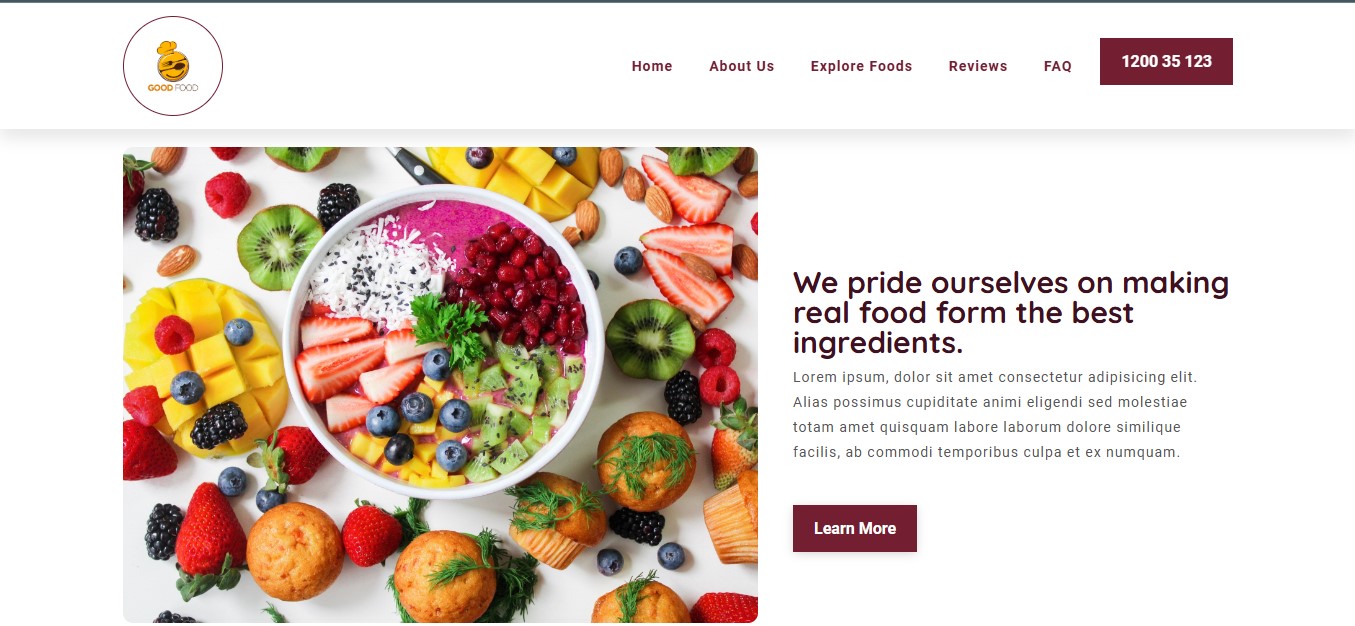 GOOD FOOD
Home About Us Explore Foods Reviews FAQ 1200 35 123
We pride ourselves on making
real food form the best
ingredients.
Lorem ipsum, dolor sit amet consectetur adipisicing elit.
Alias possimus cupiditate animi eligendi sed molestiae
totam amet quisquam labore laborum dolore similique
facilis, ab commodi temporibus culpa et ex numquam.
Learn More